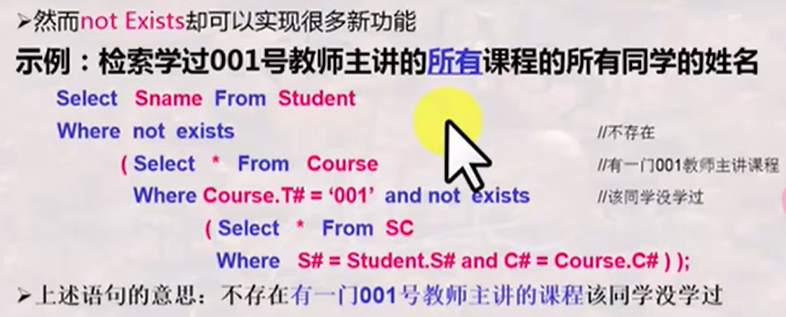 ➢然而not Exists却可以实现很多新功能
示例：检索学过001号教师主讲的所有课程的所有同学的姓名
Select Sname From Student
Where not exists //不存在
( Select * From Course //有一门001教师主讲课程
Where Course.T# = ‘001’ and not exists //该同学没学过
( Select * From SC
Where S# = Student.S# and C# = Course.C# ) );
➢上述语句的意思：不存在有一门001号教师主讲的课程该同学没学过